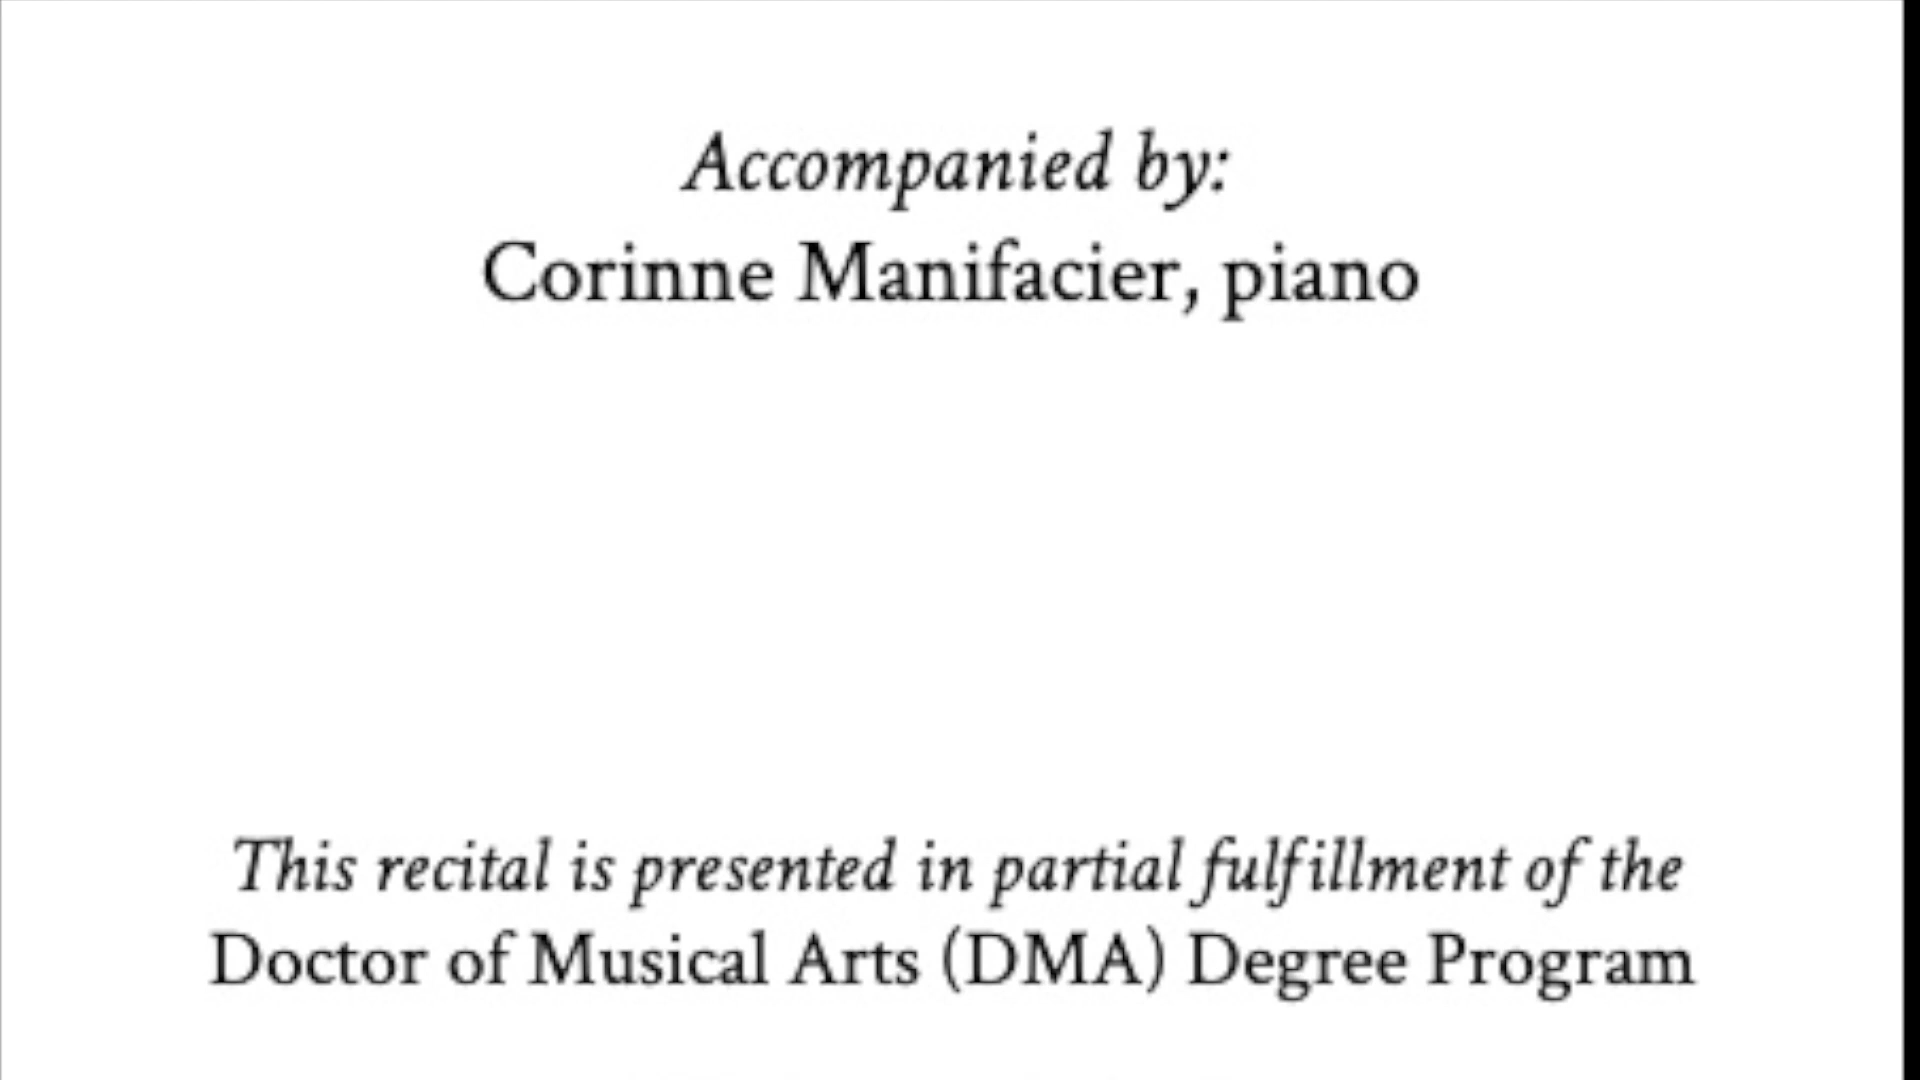 Accompanied by:
Corinne Manifacier, piano
This recital is presented in partial fulfillment of the
Doctor of Musical Arts (DMA) Degree Program